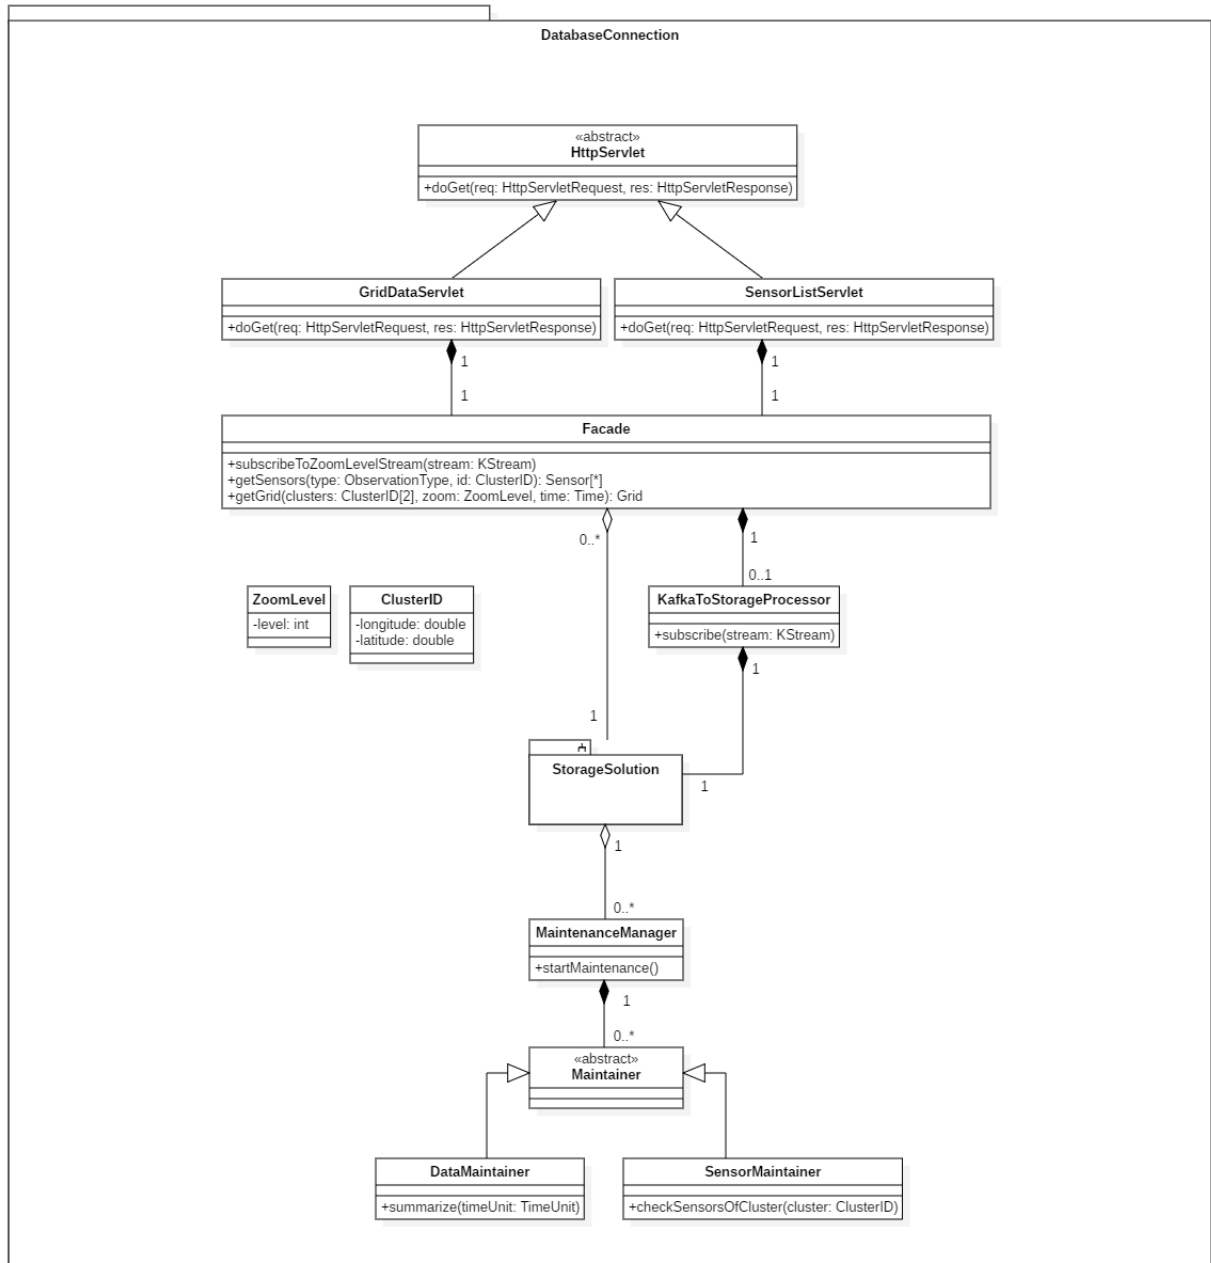 DatabaseConnection
«abstract»
HttpServlet
+doGet(req: HttpServletRequest, res: HttpServletResponse)
GridDataServlet
+doGet(req: HttpServletRequest, res: HttpServletResponse)
SensorListServlet
+doGet(req: HttpServletRequest, res: HttpServletResponse)
1
1
1
1
Facade
+subscribeToZoomLevelStream(stream: KStream)
+getSensors(type: ObservationType, id: ClusterID): Sensor[*]
+getGrid(clusters: ClusterID[2], zoom: ZoomLevel, time: Time): Grid
0..*
1
0..1
ZoomLevel
-level: int
ClusterID
-longitude: double
-latitude: double
KafkaToStorageProcessor
+subscribe(stream: KStream)
1
1
StorageSolution
1
1
0..*
MaintenanceManager
+startMaintenance()
1
0..*
«abstract»
Maintainer
DataMaintainer
+summarize(timeUnit: TimeUnit)
SensorMaintainer
+checkSensorsOfCluster(cluster: ClusterID)